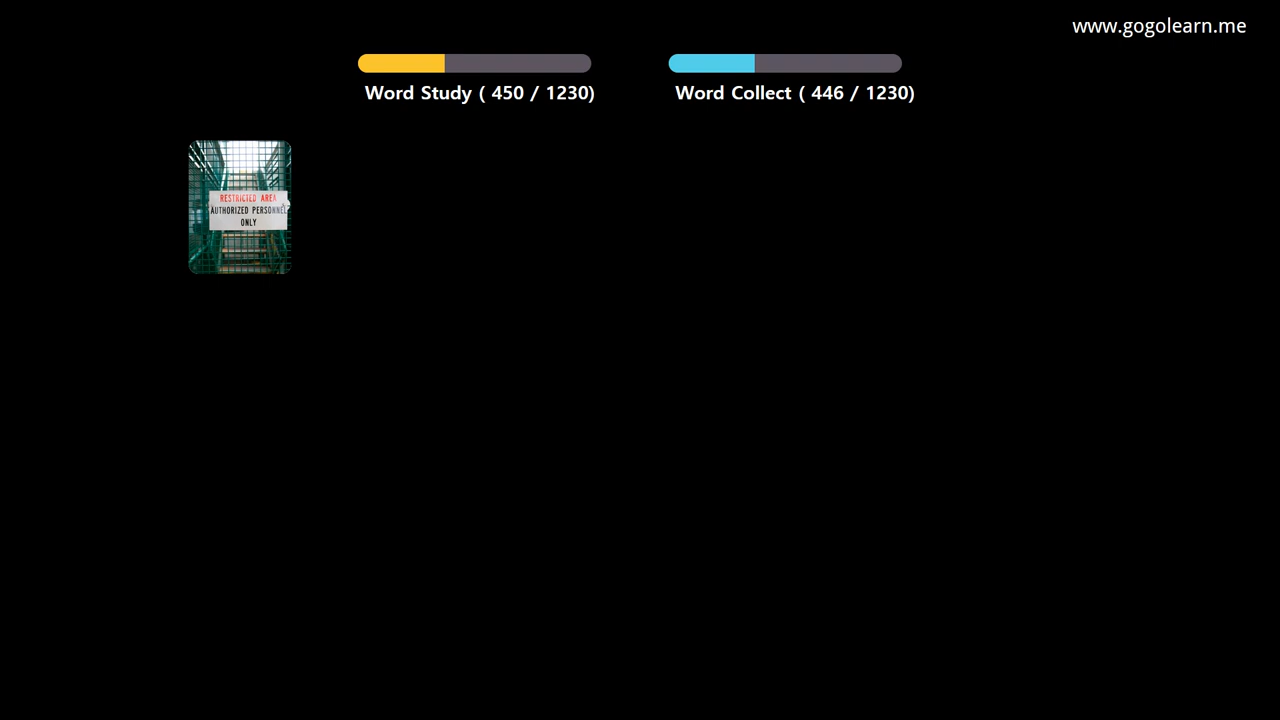 www.gogolearn.me
Word Study ( 450 / 1230)
Word Collect ( 446 / 1230)
RESTRICTED AREA
AUTHORIZED PERSONNEL
ONLY